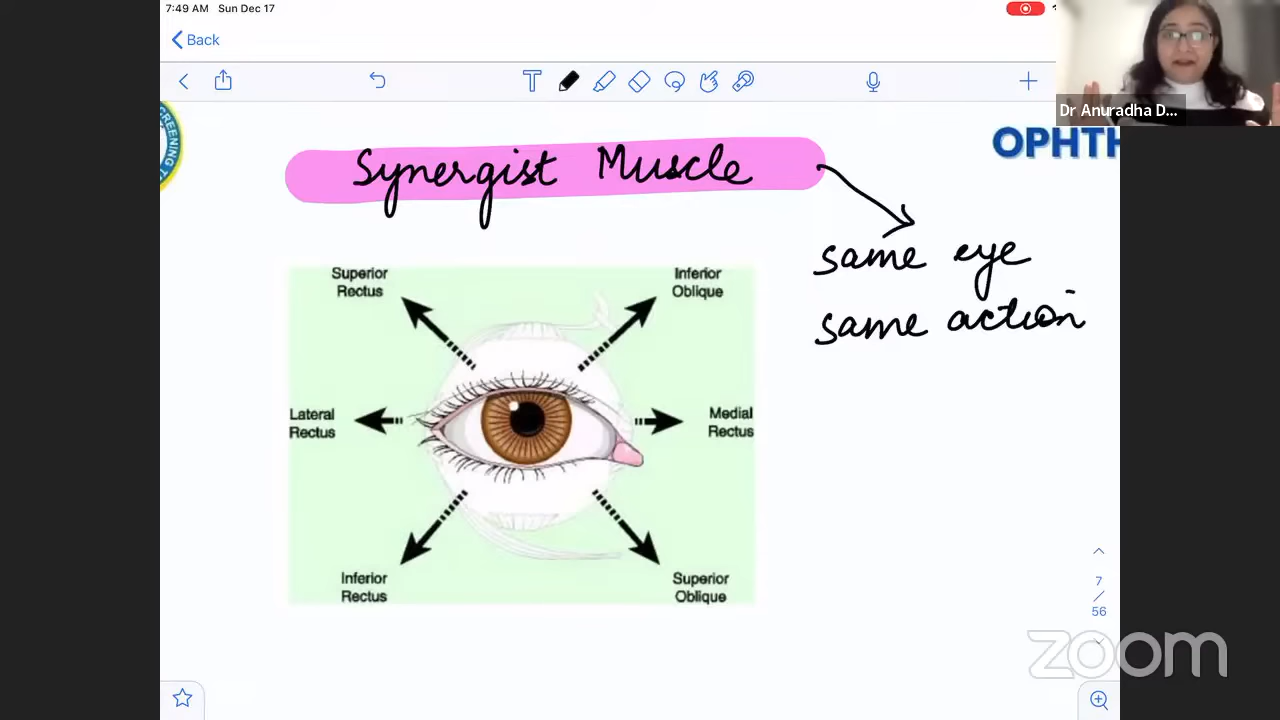 7:49 AM Sun Dec 17
Back
Dr Anuradha D...
OPHTH
SCREENING
Synergist Muscle
same eye
same action
Superior
Rectus
Inferior
Oblique
Lateral
Rectus
Medial
Rectus
Inferior
Rectus
Superior
Oblique
7
/
56
zoom